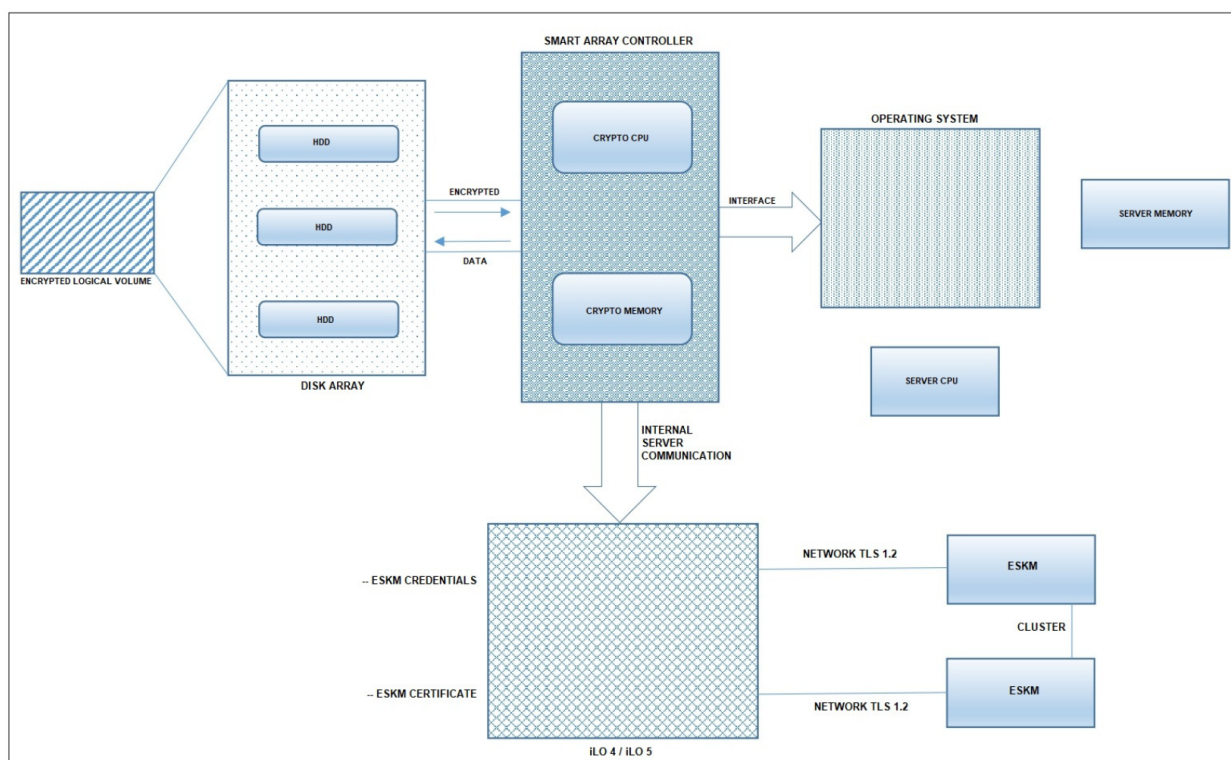 SMART ARRAY CONTROLLER
HDD
HDD
HDD
ENCRYPTED LOGICAL VOLUME
DISK ARRAY
ENCRYPTED
DATA
CRYPTO CPU
CRYPTO MEMORY
INTERFACE
OPERATING SYSTEM
SERVER MEMORY
SERVER CPU
INTERNAL
SERVER
COMMUNICATION
-- ESKM CREDENTIALS
-- ESKM CERTIFICATE
iLO 4 / iLO 5
NETWORK TLS 1.2
ESKM
CLUSTER
ESKM
NETWORK TLS 1.2